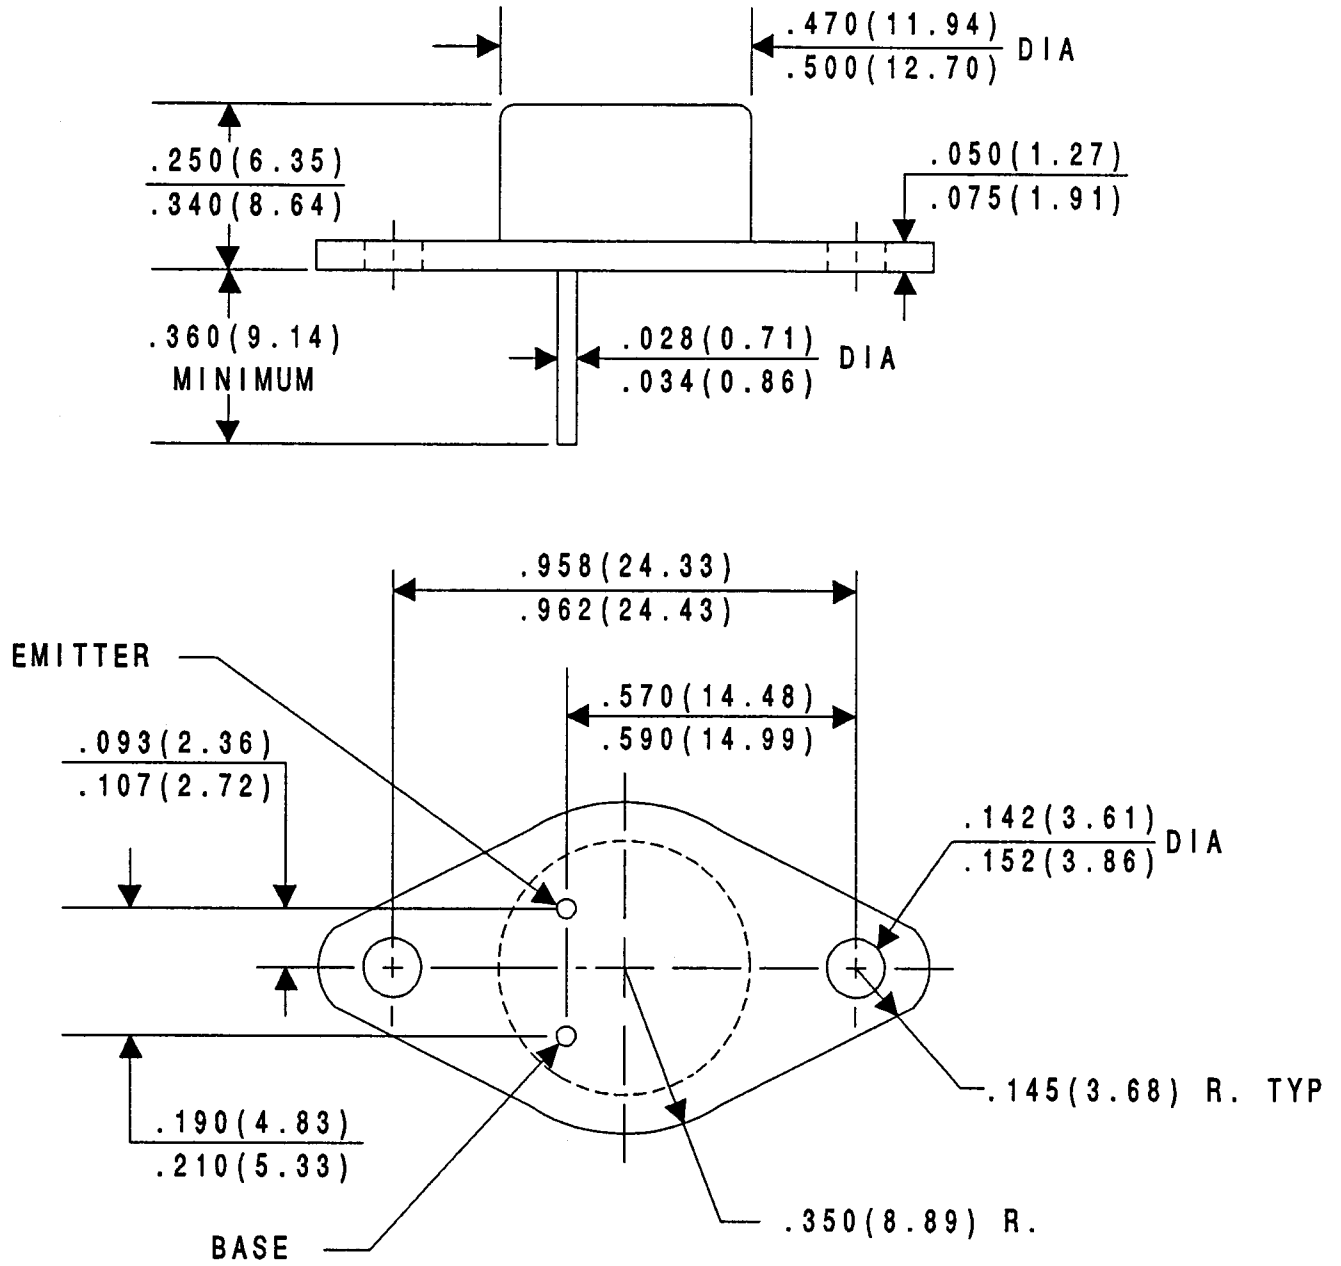 .470(11.94)
.500(12.70) DIA
.250(6.35)
.340(8.64)
.050(1.27)
.075(1.91)
.360(9.14)
MINIMUM
.028(0.71)
.034(0.86) DIA
.958(24.33)
.962(24.43)
EMITTER
.570(14.48)
.590(14.99)
.093(2.36)
.107(2.72)
.142(3.61)
.152(3.86) DIA
.145(3.68) R. TYP
.190(4.83)
.210(5.33)
.350(8.89) R.
BASE